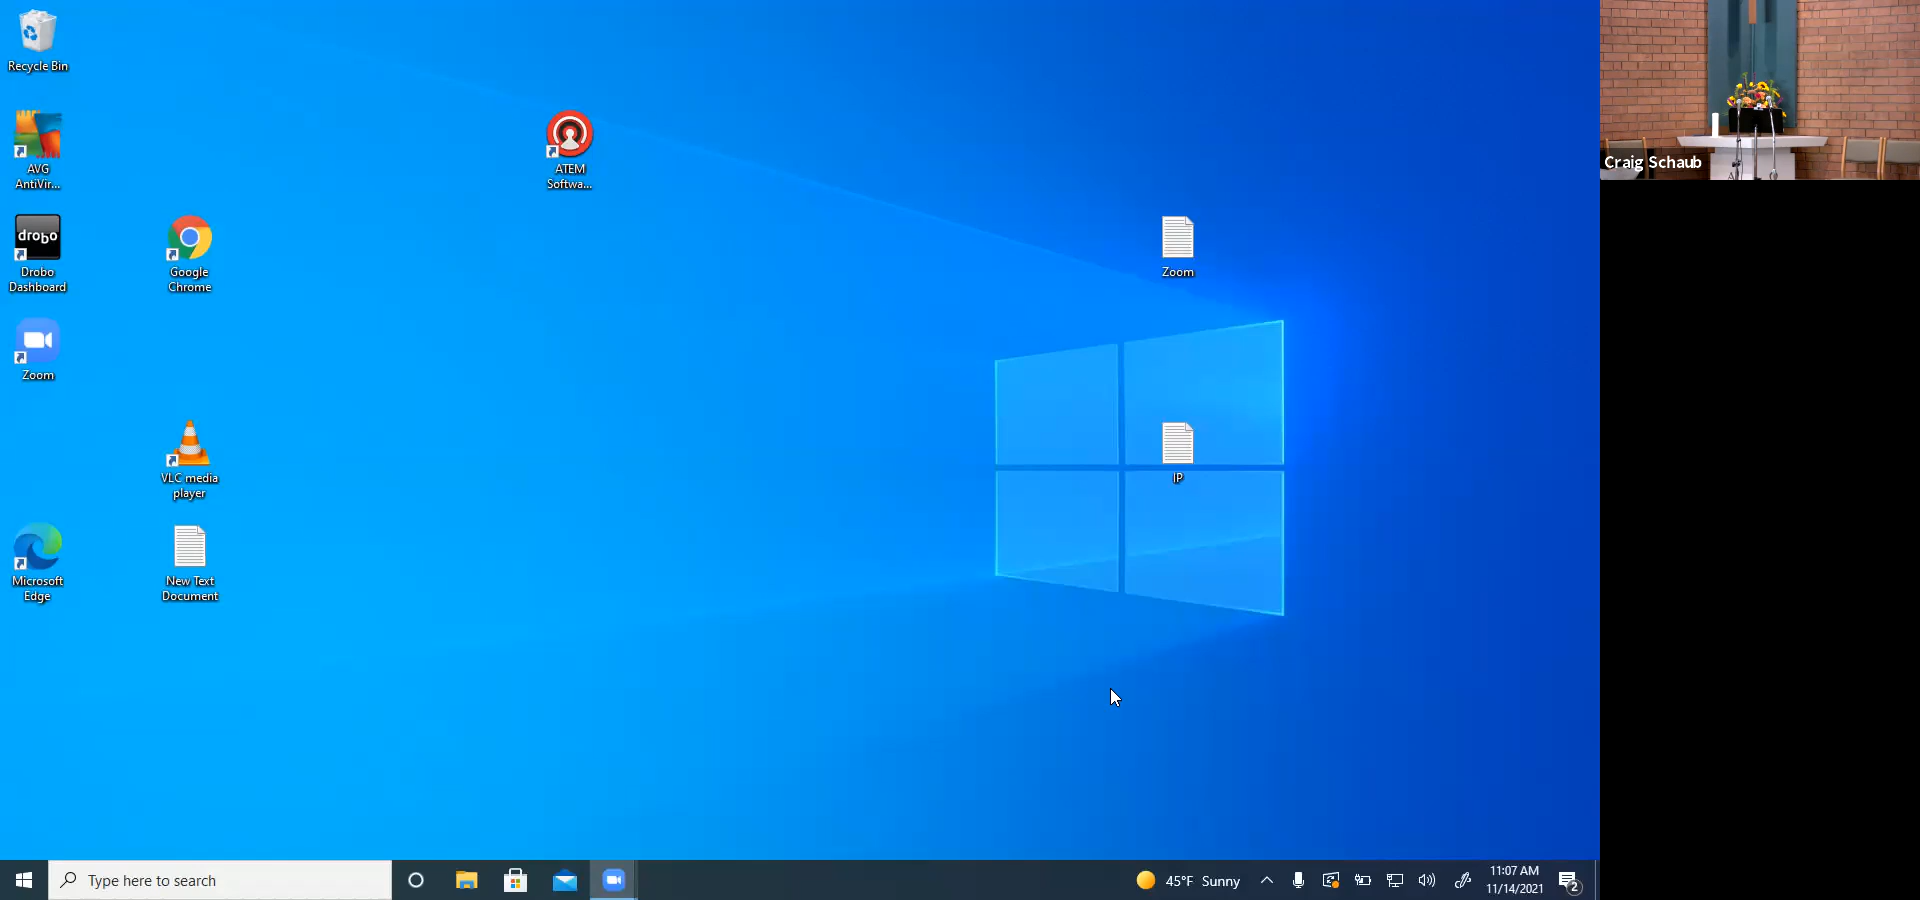 Recycle Bin
AVG
AntiVir...
ATEM
Softwa...
drobo
Drobo
Dashboard
Google
Chrome
Zoom
Zoom
VLC media
player
IP
Microsoft
Edge
New Text
Document
Craig Schaub
Type here to search
45°F Sunny
11:07 AM
11/14/2021
2